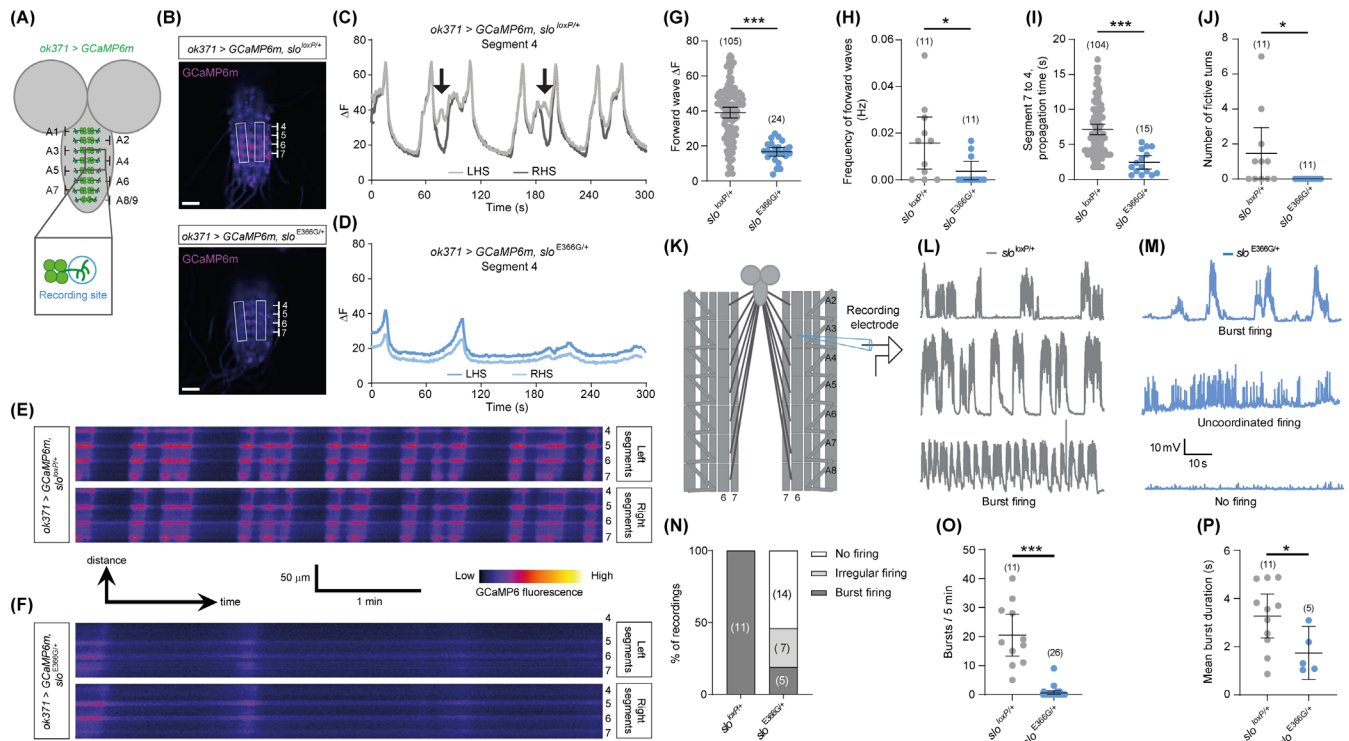 (A)
ok371 > GCaMP6m
A1
A2
A3
A4
A5
A6
A7
A8/9
Recording site
(B)
ok371 > GCaMP6m, slo loxP/+
GCaMP6m
4
5
6
7
ok371 > GCaMP6m, slo E366G/+
GCaMP6m
4
5
6
7
(C)
ok371 > GCaMP6m, slo loxP/+
Segment 4
ΔF
80
60
40
20
0
LHS
RHS
0 60 120 180 240 300
Time (s)
(D)
ok371 > GCaMP6m, slo E366G/+
Segment 4
ΔF
80
60
40
20
0
LHS
RHS
0 60 120 180 240 300
Time (s)
(E)
ok371 > GCaMP6m,
slo loxP/+
4
5
6
7
Left
segments
4
5
6
7
Right
segments
distance
time
50 μm
1 min
Low
High
GCaMP6 fluorescence
(F)
ok371 > GCaMP6m,
slo E366G/+
4
5
6
7
Left
segments
4
5
6
7
Right
segments
(G)
***
(105)
(24)
Forward wave ΔF
80
60
40
20
0
slo loxP/+
slo E366G/+
(H)
*
(11)
(11)
Frequency of forward waves
(Hz)
0.06
0.04
0.02
0.00
slo loxP/+
slo E366G/+
(I)
***
(104)
(15)
Segment 7 to 4,
propagation time (s)
20
15
10
5
0
slo loxP/+
slo E366G/+
(J)
*
(11)
(11)
Number of fictive turns
8
6
4
2
0
slo loxP/+
slo E366G/+
(K)
A2
A3
A4
A5
A6
A7
A8
6 7
7 6
Recording
electrode
(L)
slo loxP/+
Burst firing
(M)
slo E366G/+
Burst firing
Uncoordinated firing
10 mV
10 s
No firing
(N)
% of recordings
100
50
0
(11)
(14)
( 7)
(5)
No firing
Irregular firing
Burst firing
slo loxP/+
slo E366G/+
(O)
***
(11)
(26)
Bursts / 5 min
50
40
30
20
10
0
slo loxP/+
slo E366G/+
(P)
*
(11)
(5)
Mean burst duration (s)
6
4
2
0
slo loxP/+
slo E366G/+